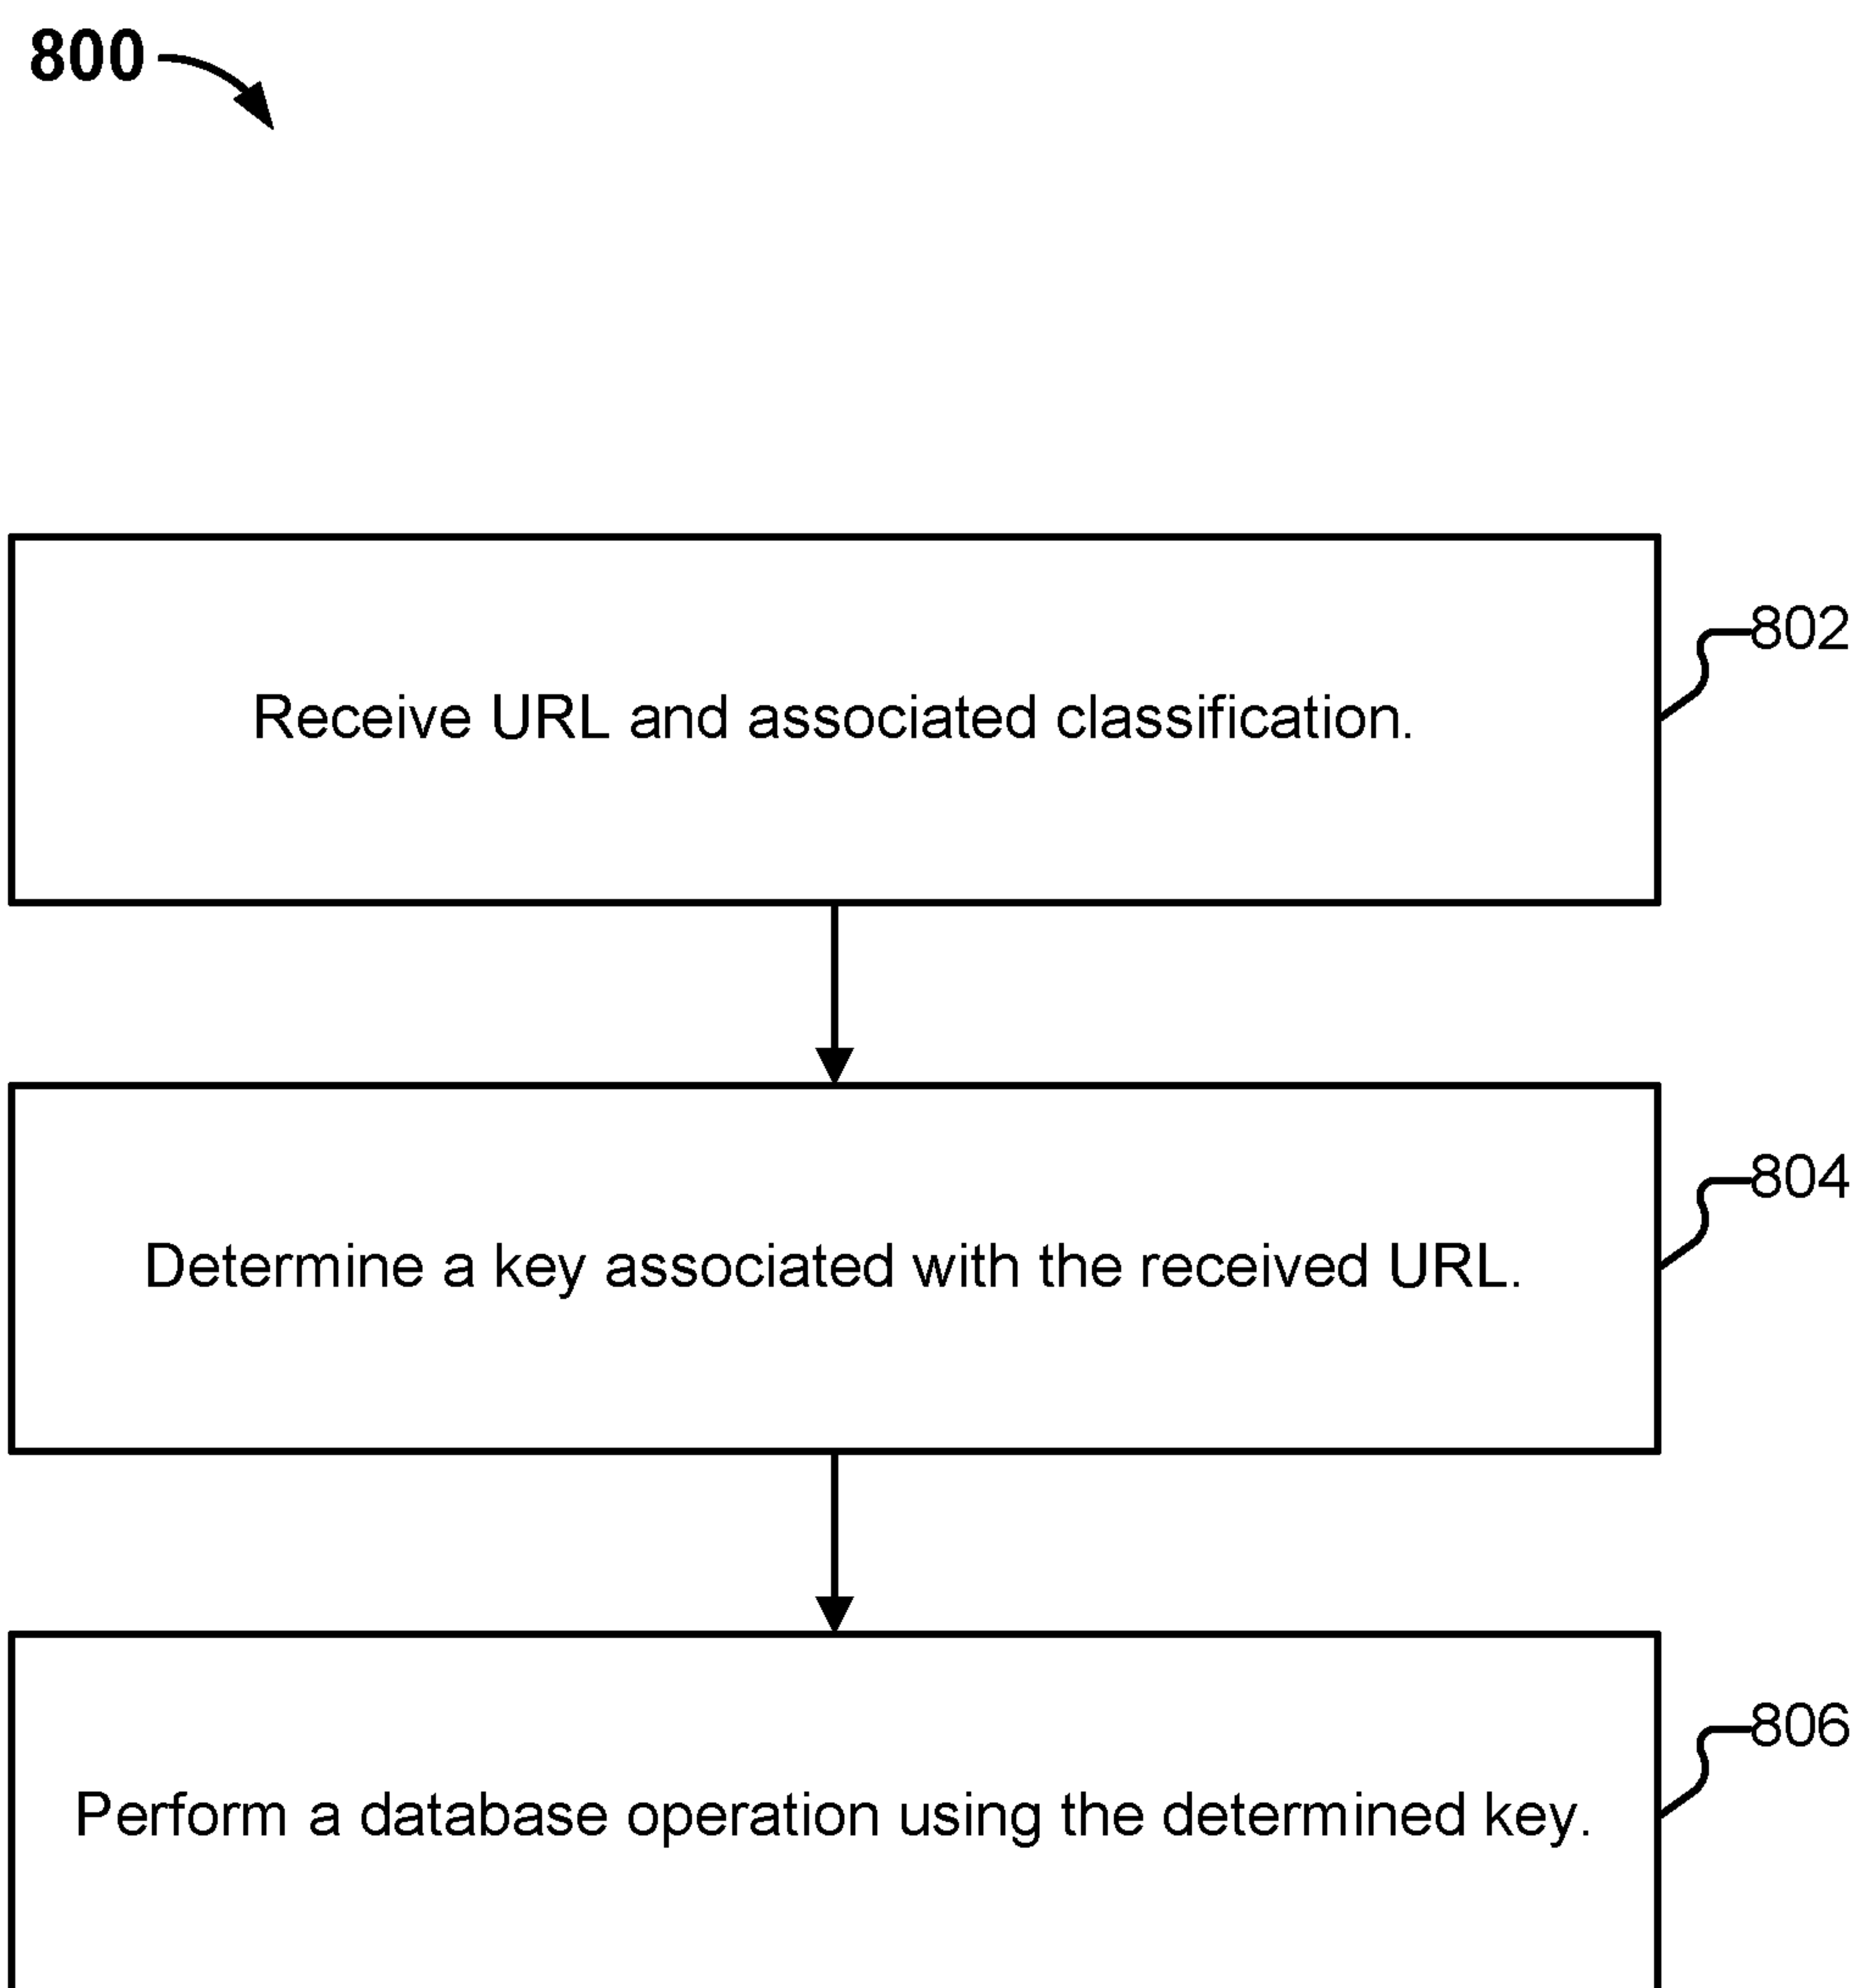 800
Receive URL and associated classification.
802
Determine a key associated with the received URL.
804
Perform a database operation using the determined key.
806